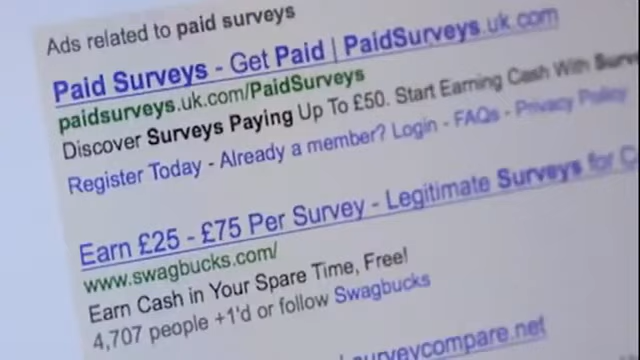 Ads related to paid surveys
Paid Surveys - Get Paid | PaidSurveys.uk.com
paidsurveys.uk.com/PaidSurveys
Discover Surveys Paying Up To £50. Start Earning Cash With
Register Today - Already a member? Login - FAQs - Privacy Policy
Earn £25 - £75 Per Survey - Legitimate Surveys for
www.swagbucks.com/
Earn Cash in Your Spare Time, Free!
4,707 people +1'd or follow Swagbucks
surveycompare.net